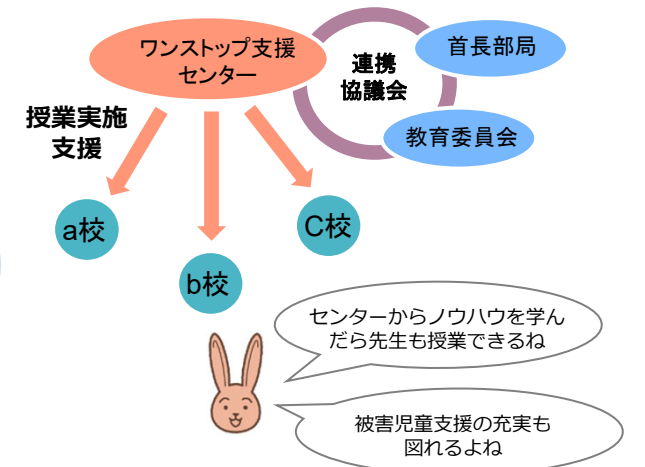 ワンストップ支援
センター
連携
協議会
首長部局
教育委員会
授業実施
支援
a校
b校
C校
センターからノウハウを学ん
だら先生も授業できるね
被害児童支援の充実も
図れるよね